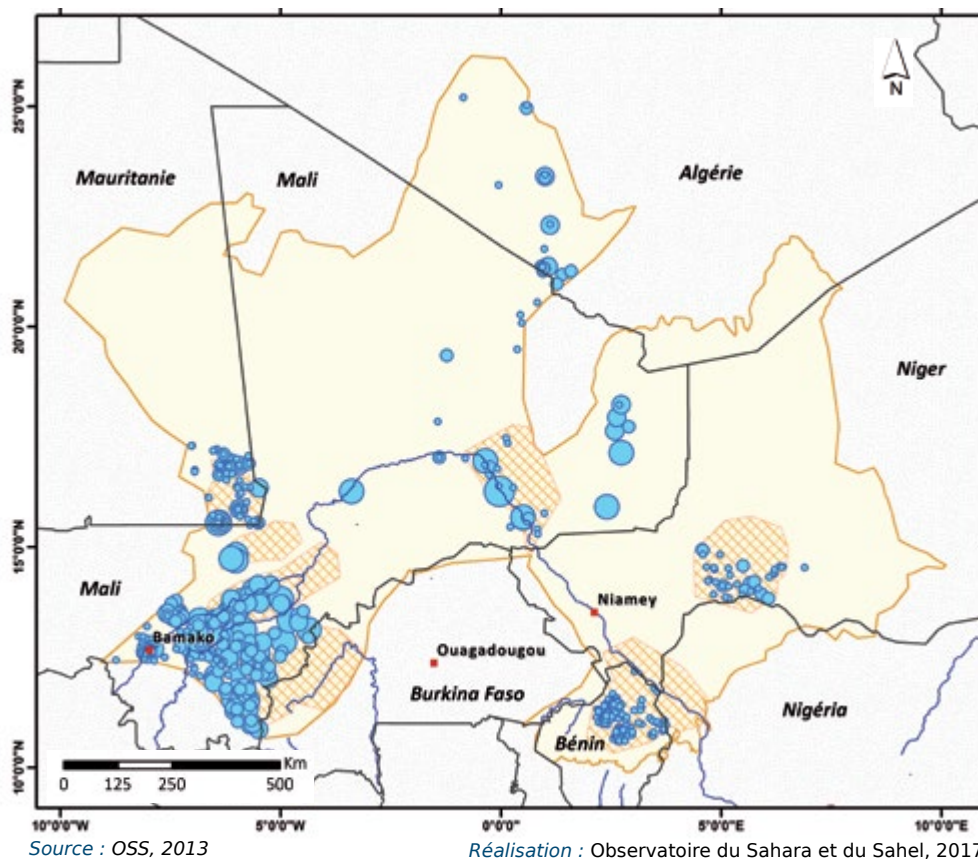 N
25°0'0"N
Mauritanie
Mali
Algérie
20°0'0"N
Niger
15°0'0"N
Mali
Niamey
Bamako
Ouagadougou
Burkina Faso
Nigéria
Bénin
10°0'0"N
Km
0 125 250 500
10°0'0"W 5°0'0"W 0°0'0"E 5°0'0"E 10°0'0"E
Source : OSS, 2013
Réalisation : Observatoire du Sahara et du Sahel, 2017